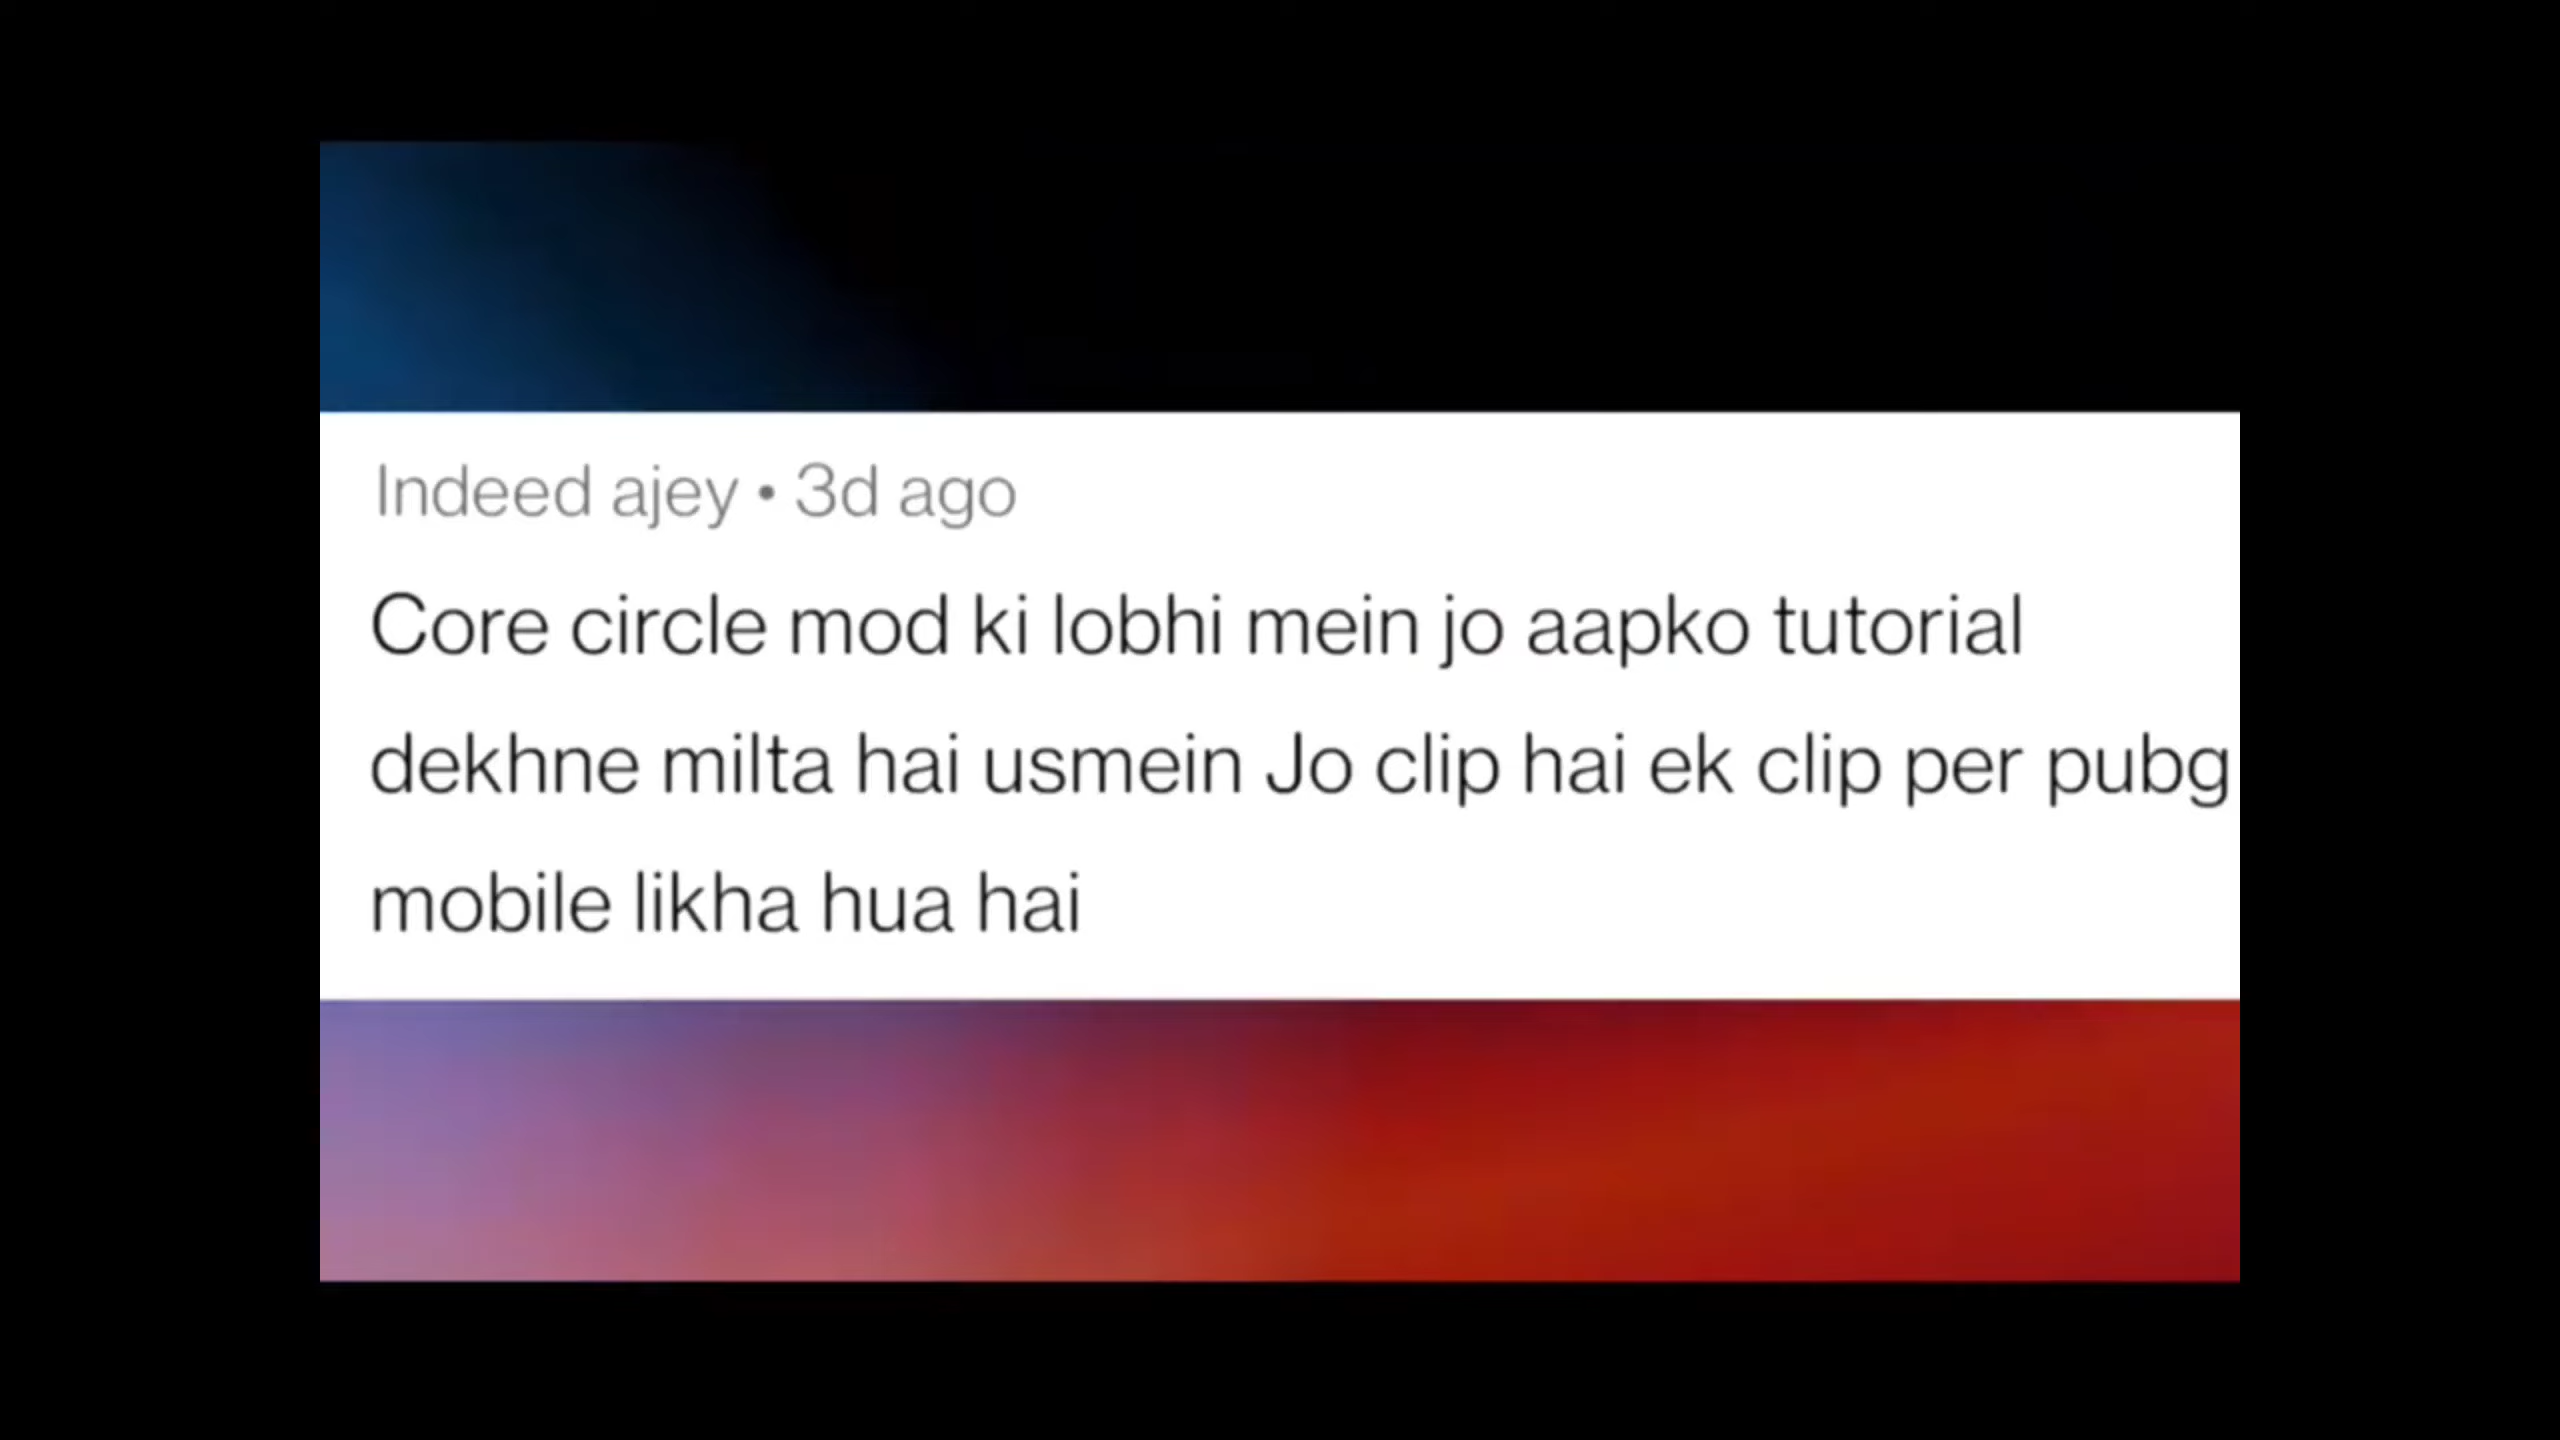 Indeed ajey • 3d ago
Core circle mod ki lobhi mein jo aapko tutorial
dekhne milta hai usmein Jo clip hai ek clip per pubg
mobile likha hua hai